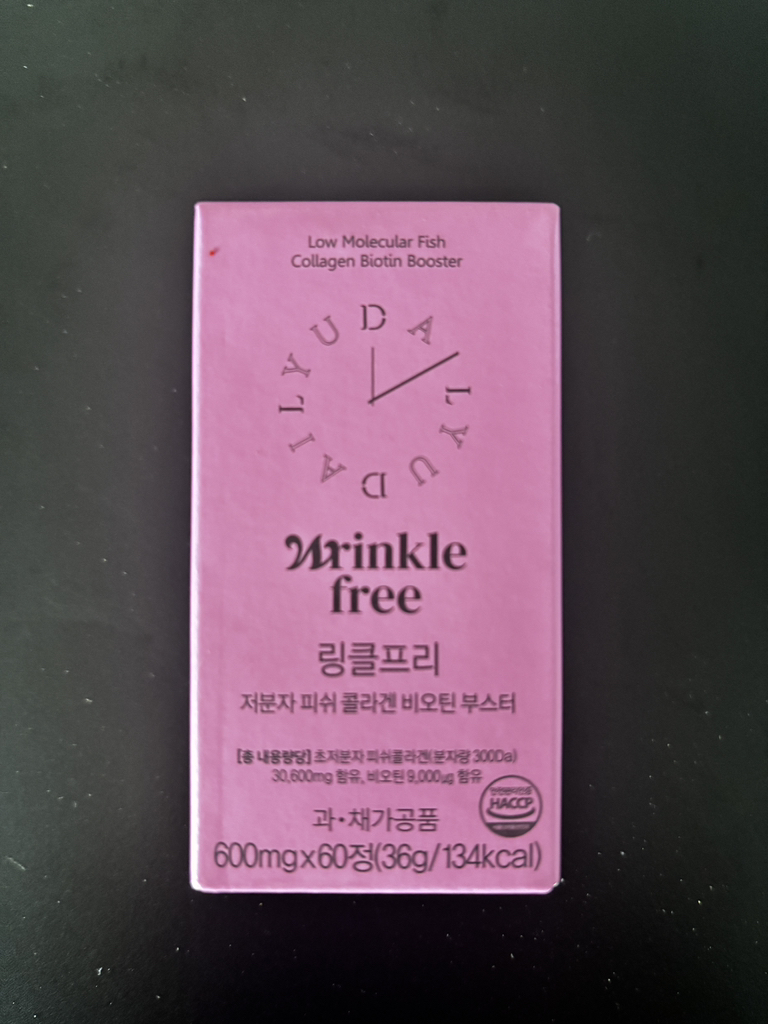 Low Molecular Fish
Collagen Biotin Booster
DAILYUDAILYU
Wrinkle
free
링클프리
저분자 피쉬 콜라겐 비오틴 부스터
[총 내용량당] 초저분자 피쉬콜라겐(분자량 300Da)
30,600mg 함유, 비오틴 9,000㎍ 함유
HACCP
과•채가공품
600mgx60정(36g/134kcal)